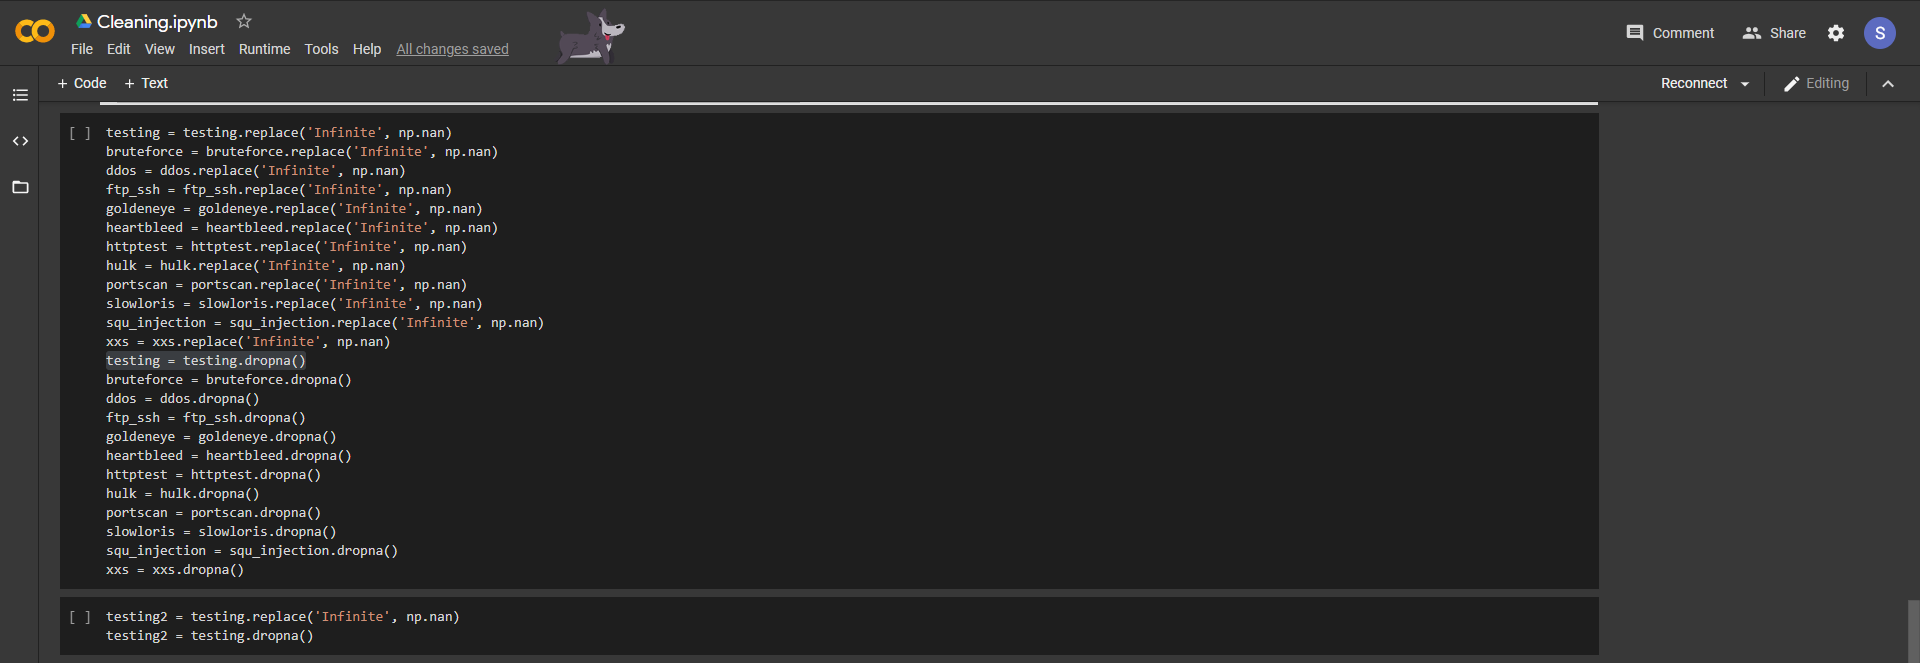 Cleaning.ipynb
File Edit View Insert Runtime Tools Help All changes saved
Comment Share S
+ Code + Text
Reconnect Editing
[ ] testing = testing.replace('Infinite', np.nan)
bruteforce = bruteforce.replace('Infinite', np.nan)
ddos = ddos.replace('Infinite', np.nan)
ftp_ssh = ftp_ssh.replace('Infinite', np.nan)
goldeneye = goldeneye.replace('Infinite', np.nan)
heartbleed = heartbleed.replace('Infinite', np.nan)
httptest = httptest.replace('Infinite', np.nan)
hulk = hulk.replace('Infinite', np.nan)
portscan = portscan.replace('Infinite', np.nan)
slowloris = slowloris.replace('Infinite', np.nan)
squ_injection = squ_injection.replace('Infinite', np.nan)
xxs = xxs.replace('Infinite', np.nan)
testing = testing.dropna()
bruteforce = bruteforce.dropna()
ddos = ddos.dropna()
ftp_ssh = ftp_ssh.dropna()
goldeneye = goldeneye.dropna()
heartbleed = heartbleed.dropna()
httptest = httptest.dropna()
hulk = hulk.dropna()
portscan = portscan.dropna()
slowloris = slowloris.dropna()
squ_injection = squ_injection.dropna()
xxs = xxs.dropna()
[ ] testing2 = testing.replace('Infinite', np.nan)
testing2 = testing.dropna()